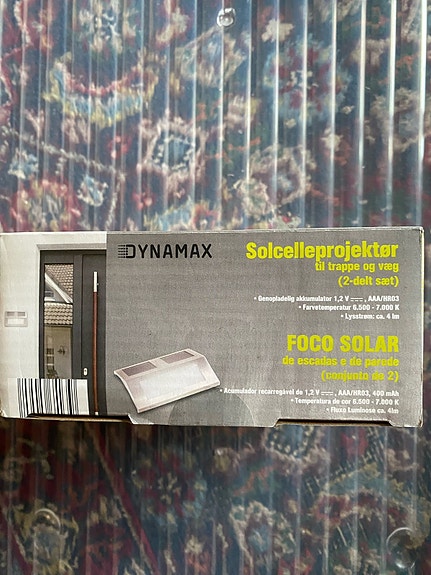 DYNAMAX
Solcelleprojektør
til trappe og væg
(2-delt sæt)
• Genopladelig akkumulator 1,2 V ⎓, AAA/HR03
• Farvetemperatur 6.500 - 7.000 K
• Lysstrøm: ca. 4 lm
FOCO SOLAR
de escadas e de parede
(conjunto de 2)
• Acumulador recarregável de 1,2 V ⎓, AAA/HR03, 400 mAh
• Temperatura de cor 6.500 - 7.000 K
• Fluxo Luminoso ca. 4lm